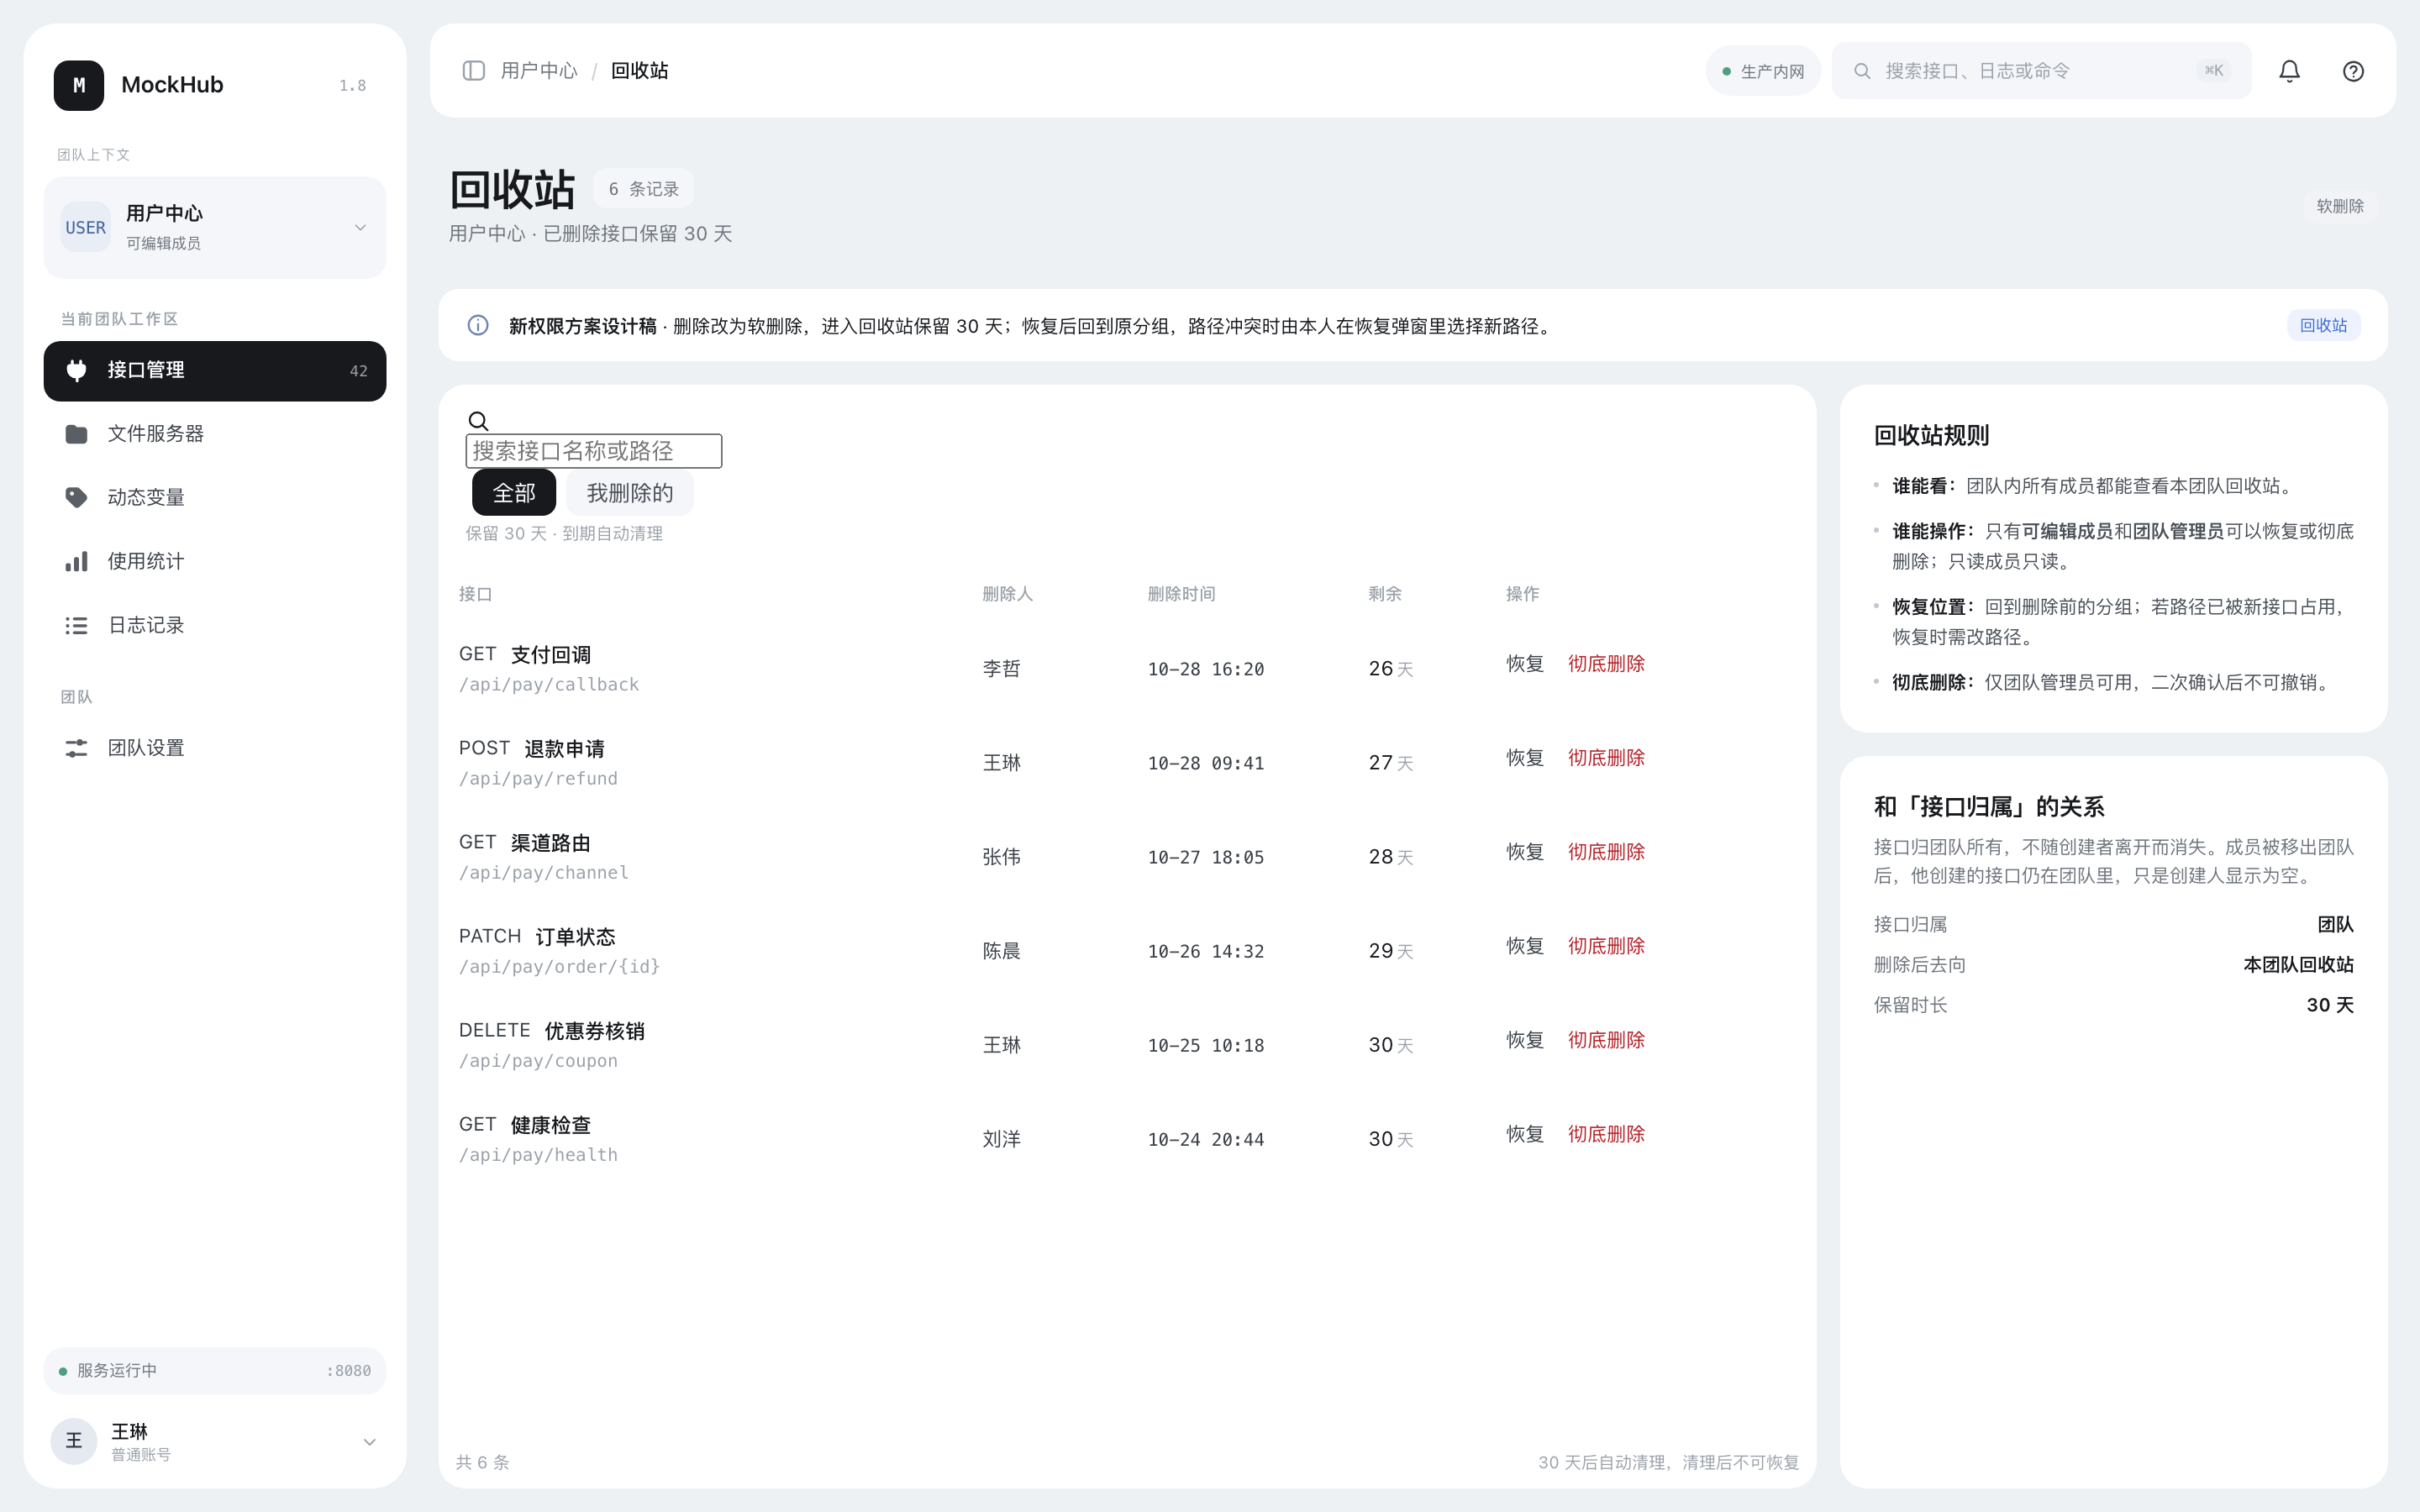 M MockHub 1.8
团队上下文
USER 用户中心
可编辑成员
当前团队工作区
接口管理 42
文件服务器
动态变量
使用统计
日志记录
团队
团队设置
服务运行中 :8080
王 王琳
普通账号
用户中心 / 回收站
生产内网
搜索接口、日志或命令 ⌘K
回收站 6 条记录
用户中心 · 已删除接口保留 30 天
软删除
新权限方案设计稿 · 删除改为软删除，进入回收站保留 30 天；恢复后回到原分组，路径冲突时由本人在恢复弹窗里选择新路径。 回收站
搜索接口名称或路径
全部 我删除的
保留 30 天 · 到期自动清理
接口 删除人 删除时间 剩余 操作
GET 支付回调
/api/pay/callback
李哲 10-28 16:20 26 天 恢复 彻底删除
POST 退款申请
/api/pay/refund
王琳 10-28 09:41 27 天 恢复 彻底删除
GET 渠道路由
/api/pay/channel
张伟 10-27 18:05 28 天 恢复 彻底删除
PATCH 订单状态
/api/pay/order/{id}
陈晨 10-26 14:32 29 天 恢复 彻底删除
DELETE 优惠券核销
/api/pay/coupon
王琳 10-25 10:18 30 天 恢复 彻底删除
GET 健康检查
/api/pay/health
刘洋 10-24 20:44 30 天 恢复 彻底删除
共 6 条 30 天后自动清理，清理后不可恢复
回收站规则
谁能看：团队内所有成员都能查看本团队回收站。
谁能操作：只有可编辑成员和团队管理员可以恢复或彻底
删除；只读成员只读。
恢复位置：回到删除前的分组；若路径已被新接口占用，
恢复时需改路径。
彻底删除：仅团队管理员可用，二次确认后不可撤销。
和「接口归属」的关系
接口归团队所有，不随创建者离开而消失。成员被移出团队
后，他创建的接口仍在团队里，只是创建人显示为空。
接口归属 团队
删除后去向 本团队回收站
保留时长 30 天